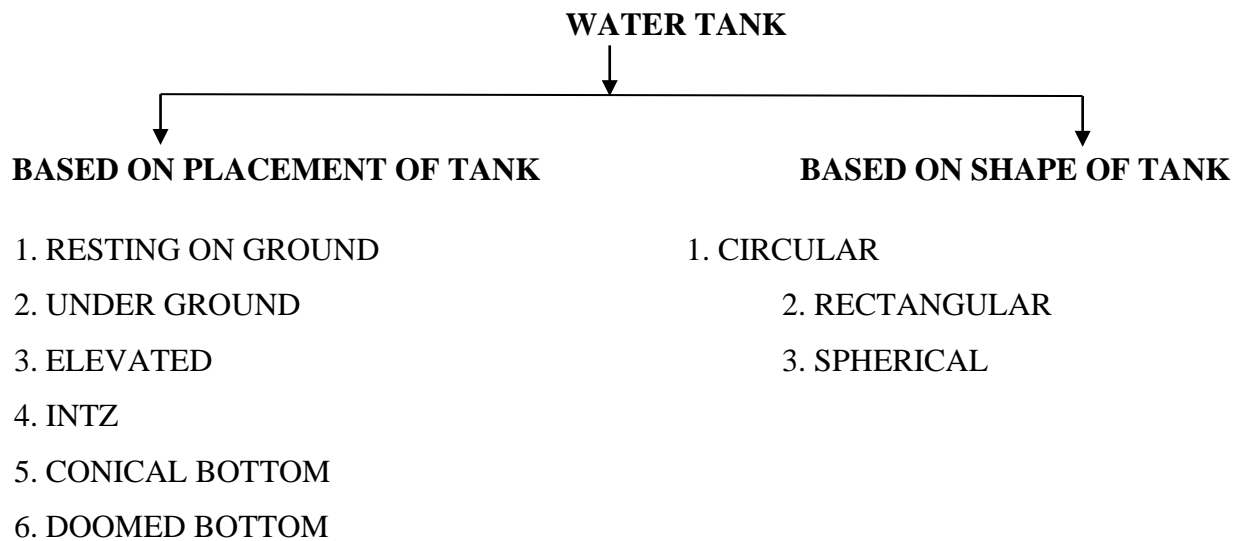 WATER TANK
BASED ON PLACEMENT OF TANK
1. RESTING ON GROUND
2. UNDER GROUND
3. ELEVATED
4. INTZ
5. CONICAL BOTTOM
6. DOOMED BOTTOM
BASED ON SHAPE OF TANK
1. CIRCULAR
2. RECTANGULAR
3. SPHERICAL